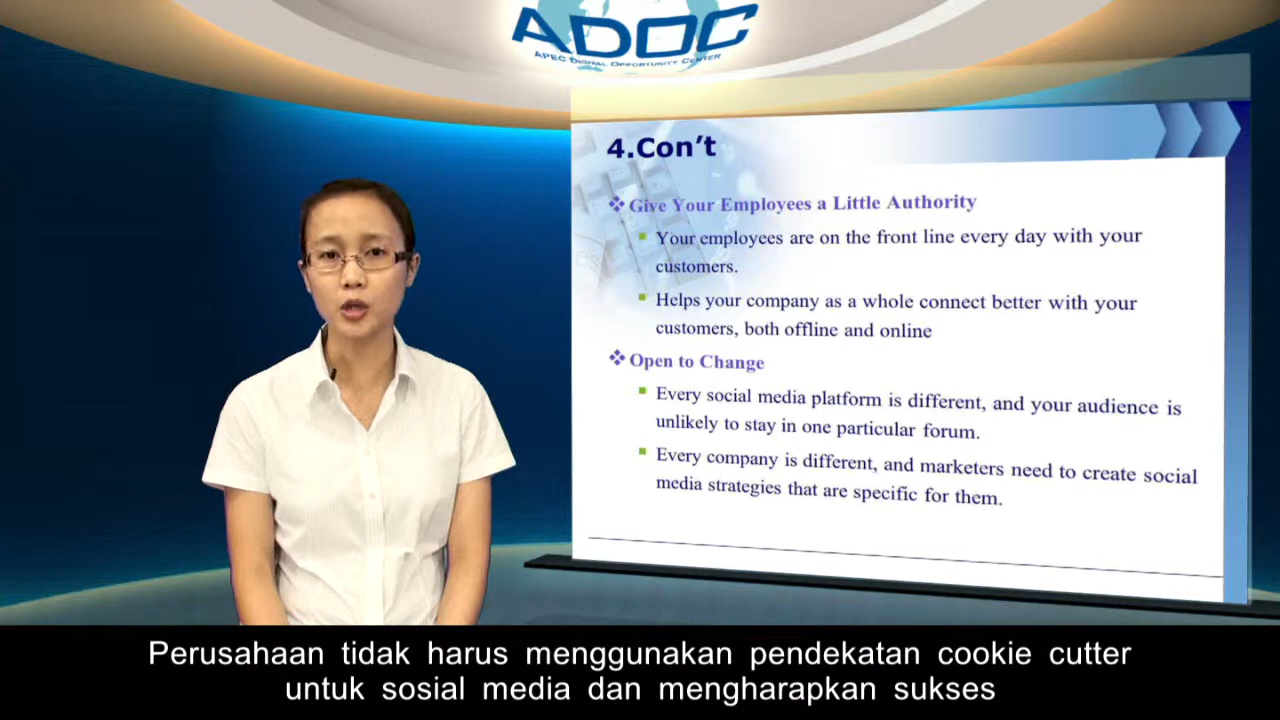 ADOC
APEC DIGITAL OPPORTUNITY CENTER
4.Con't
Give Your Employees a Little Authority
Your employees are on the front line every day with your
customers.
Helps your company as a whole connect better with your
customers, both offline and online
Open to Change
Every social media platform is different, and your audience is
unlikely to stay in one particular forum.
Every company is different, and marketers need to create social
media strategies that are specific for them.
Perusahaan tidak harus menggunakan pendekatan cookie cutter
untuk sosial media dan mengharapkan sukses